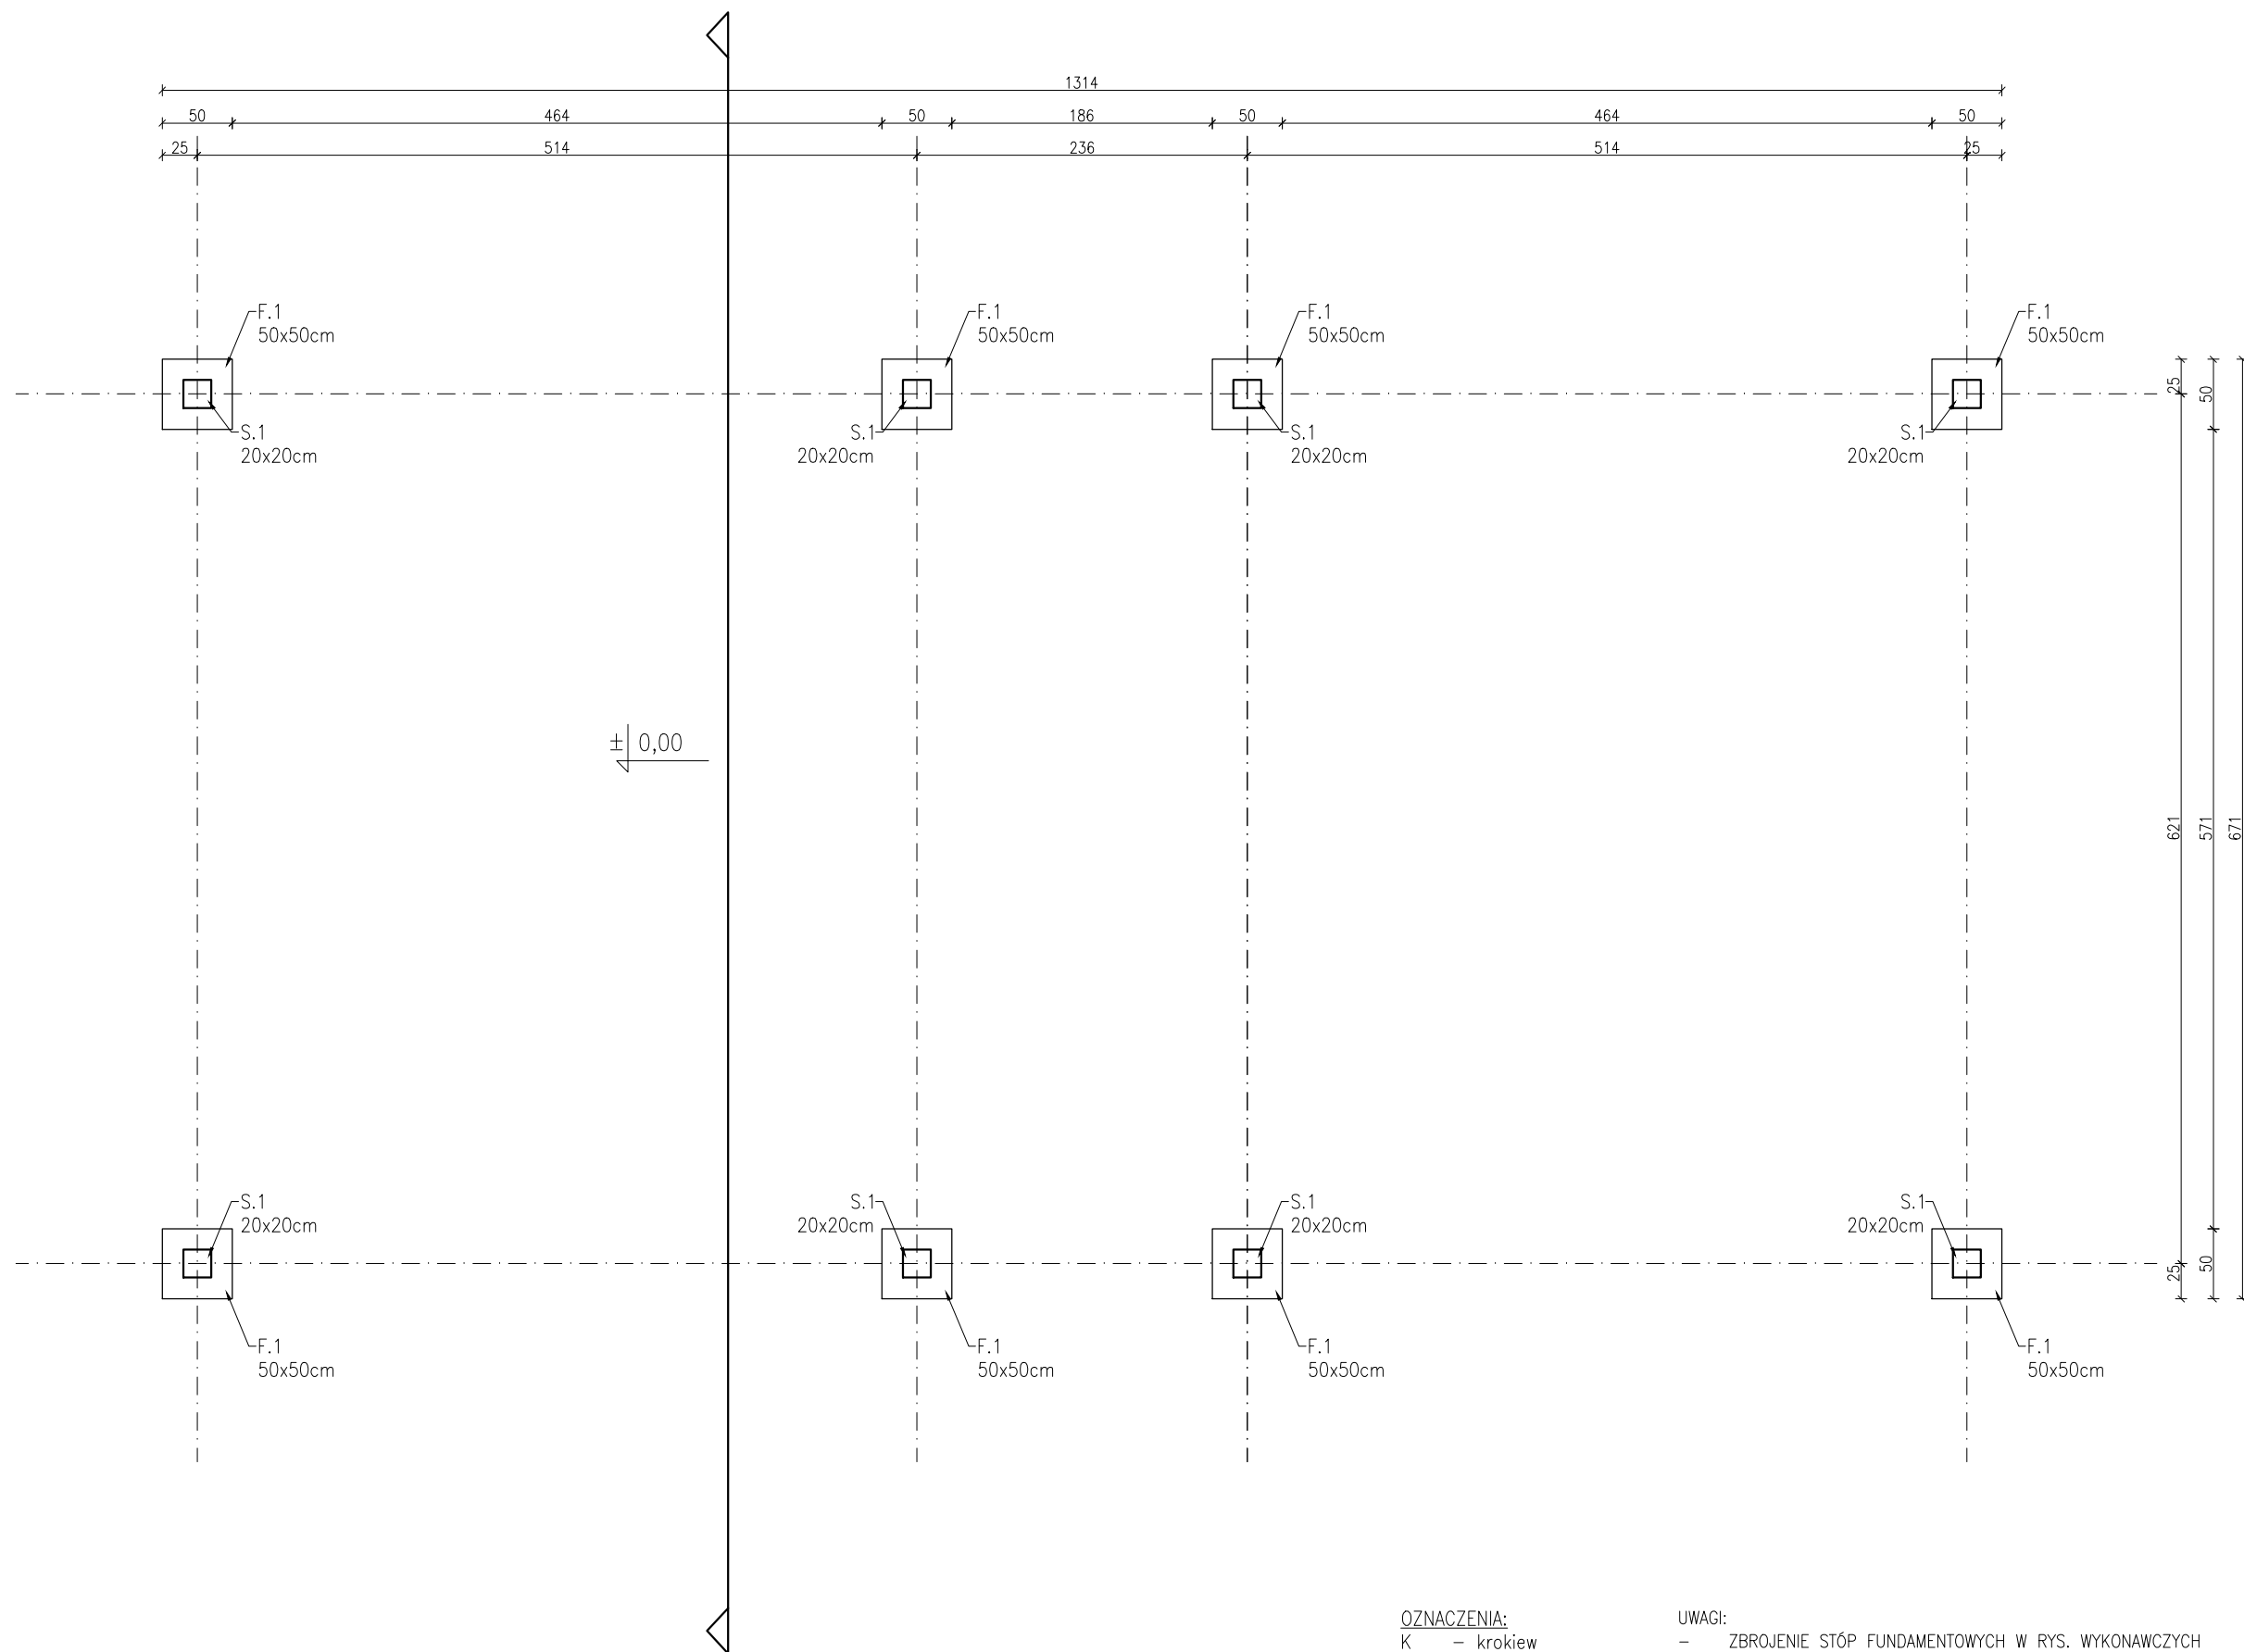 1314
50 464 50 186 50 464 50
25 514 236 514 25
F.1 F.1 F.1 F.1
50x50cm 50x50cm 50x50cm 50x50cm
25
50
S.1 S.1 S.1 S.1
20x20cm 20x20cm 20x20cm 20x20cm
± 0,00
621 571 671
S.1 S.1 S.1 S.1
20x20cm 20x20cm 20x20cm 20x20cm
25
50
F.1 F.1 F.1 F.1
50x50cm 50x50cm 50x50cm 50x50cm
OZNACZENIA: UWAGI:
K – krokiew – ZBROJENIE STÓP FUNDAMENTOWYCH W RYS. WYKONAWCZYCH